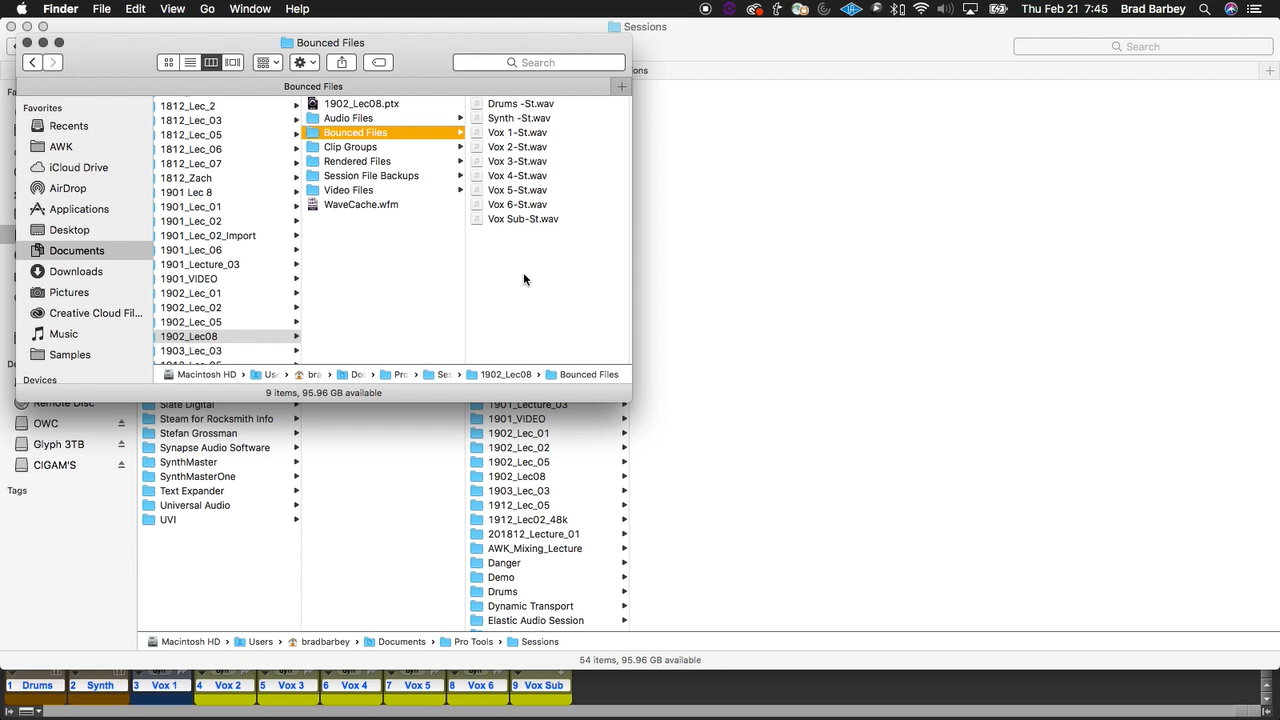 Finder File Edit View Go Window Help Thu Feb 21 7:45 Brad Barbey
Sessions
Bounced Files
Search
Search
Bounced Files
ons
Favorites
Recents
AWK
iCloud Drive
AirDrop
Applications
Desktop
Documents
Downloads
Pictures
Creative Cloud Fil...
Music
Samples
Devices
1812_Lec_2
1812_Lec_03
1812_Lec_05
1812_Lec_06
1812_Lec_07
1812_Zach
1901 Lec 8
1901_Lec_01
1901_Lec_02
1901_Lec_02_Import
1901_Lec_06
1901_Lecture_03
1901_VIDEO
1902_Lec_01
1902_Lec_02
1902_Lec_05
1902_Lec08
1903_Lec_03
1902_Lec08.ptx
Audio Files
Bounced Files
Clip Groups
Rendered Files
Session File Backups
Video Files
WaveCache.wfm
Drums -St.wav
Synth -St.wav
Vox 1-St.wav
Vox 2-St.wav
Vox 3-St.wav
Vox 4-St.wav
Vox 5-St.wav
Vox 6-St.wav
Vox Sub-St.wav
Macintosh HD Use bra Doc Pro Ses 1902_Lec08 Bounced Files
9 items, 95.96 GB available
Remote Disc
OWC
Glyph 3TB
CIGAM'S
Tags
Slate Digital
Steam for Rocksmith Info
Stefan Grossman
Synapse Audio Software
SynthMaster
SynthMasterOne
Text Expander
Universal Audio
UVI
1901_Lecture_03
1901_VIDEO
1902_Lec_01
1902_Lec_02
1902_Lec_05
1902_Lec08
1903_Lec_03
1912_Lec_05
1912_Lec02_48k
201812_Lecture_01
AWK_Mixing_Lecture
Danger
Demo
Drums
Dynamic Transport
Elastic Audio Session
Macintosh HD Users bradbarbey Documents Pro Tools Sessions
54 items, 95.96 GB available
1 Drums 2 Synth 3 Vox 1 4 Vox 2 5 Vox 3 6 Vox 4 7 Vox 5 8 Vox 6 9 Vox Sub